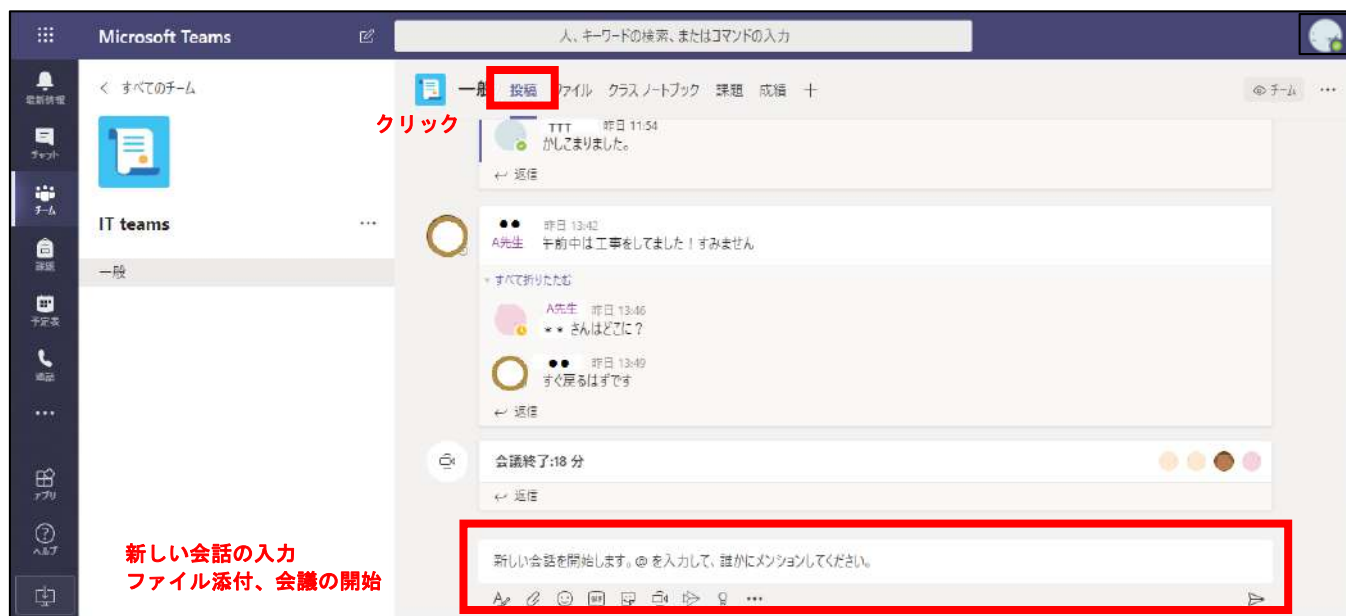 Microsoft Teams
人、キーワードの検索、またはコマンドの入力
最新情報
チャット
チーム
課題
予定表
通話
アプリ
ヘルプ
< すべてのチーム
IT teams
一般
投稿 ファイル クラス ノートブック 課題 成績 +
チーム
クリック
TTT 昨日 11:54
かしこまりました。
返信
●● 昨日 13:42
A先生 午前中は工事をしてました！すみません
すべて折りたたむ
A先生 昨日 13:46
** さんはどこに？
●● 昨日 13:49
すぐ戻るはずです
返信
会議終了:18 分
返信
新しい会話の入力
ファイル添付、会議の開始
新しい会話を開始します。@ を入力して、誰かにメンションしてください。
GIF